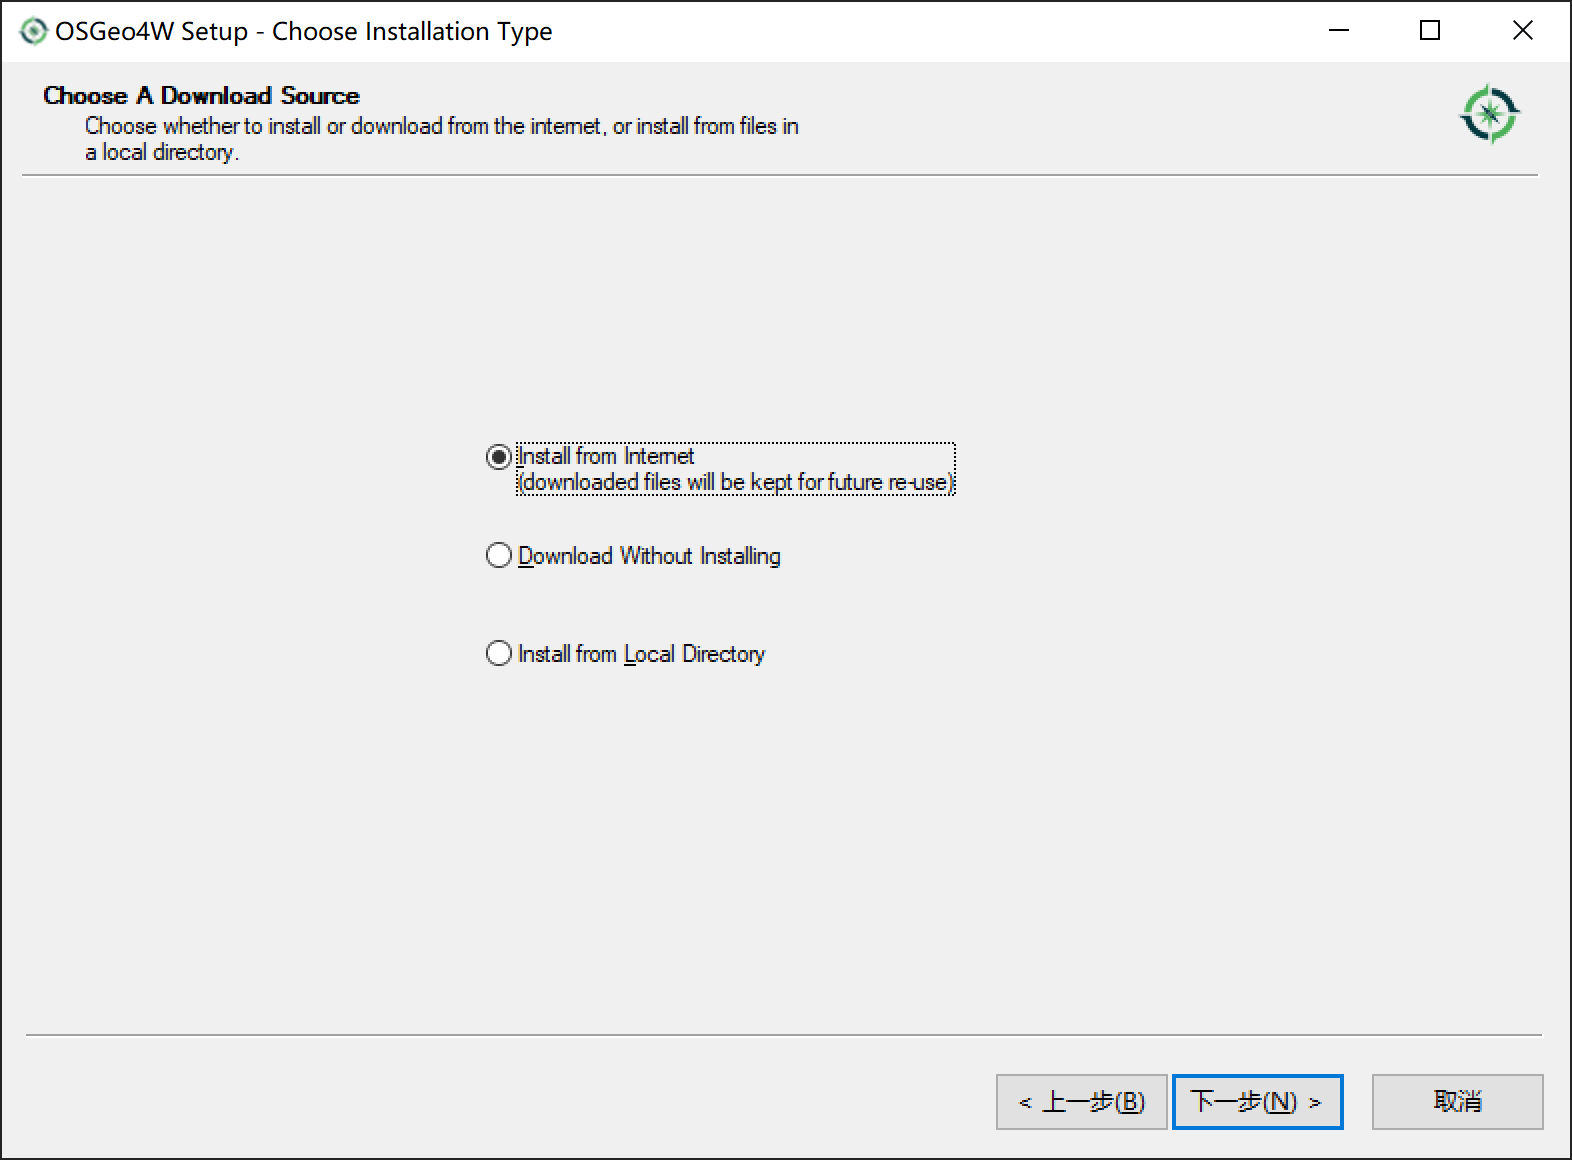 OSGeo4W Setup - Choose Installation Type
Choose A Download Source
Choose whether to install or download from the internet, or install from files in
a local directory.
Install from Internet
(downloaded files will be kept for future re-use)
Download Without Installing
Install from Local Directory
< 上一步(B)
下一步(N) >
取消